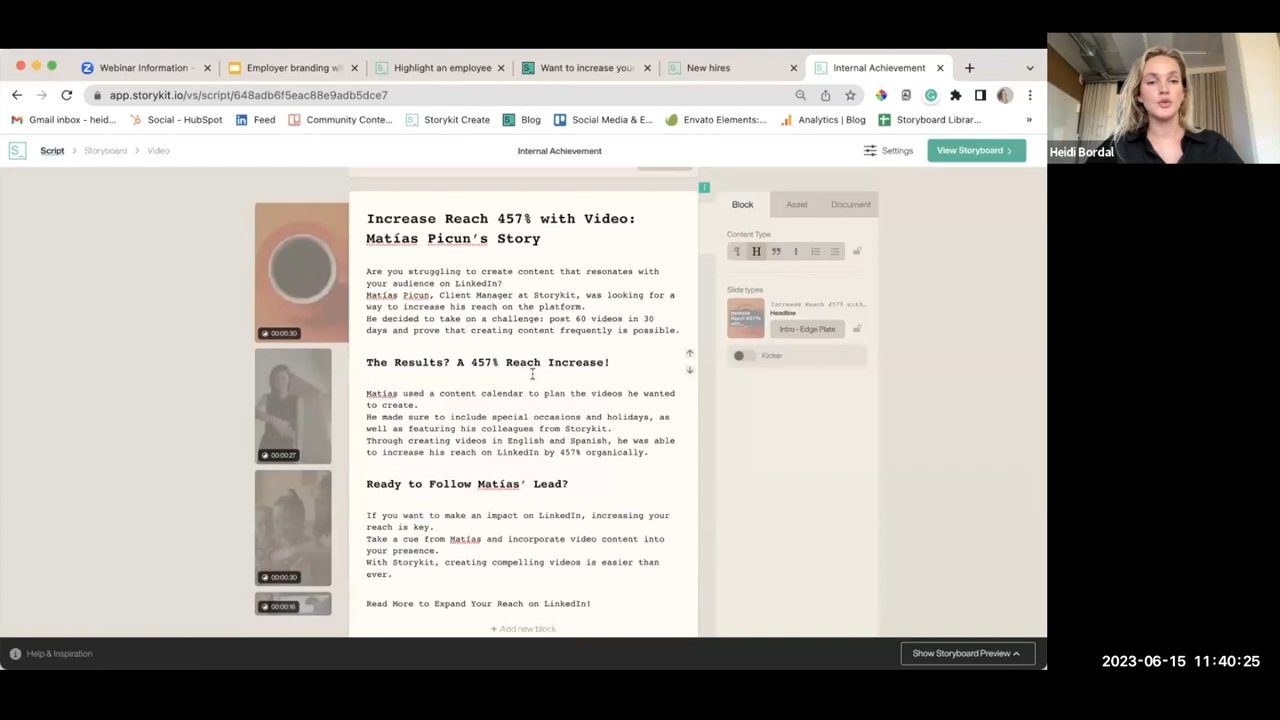 Webinar Information -
Employer branding wi
Highlight an employee
Want to increase your
New hires
Internal Achievement
app.storykit.io/vs/script/648adb6f5eac88e9adb5dce7
Gmail inbox - heid...
Social - HubSpot
Feed
Community Conte...
Storykit Create
Blog
Social Media & E...
Envato Elements:...
Analytics | Blog
Storyboard Librar...
»
S_
Script > Storyboard > Video
Internal Achievement
Settings
View Storyboard >
Heidi Bordal
Increase Reach 457% with Video:
Matías Picun's Story
Are you struggling to create content that resonates with
your audience on LinkedIn?
Matías Picun, Client Manager at Storykit, was looking for a
way to increase his reach on the platform.
He decided to take on a challenge: post 60 videos in 30
days and prove that creating content frequently is possible.
The Results? A 457% Reach Increase!
Matías used a content calendar to plan the videos he wanted
to create.
He made sure to include special occasions and holidays, as
well as featuring his colleagues from Storykit.
Through creating videos in English and Spanish, he was able
to increase his reach on LinkedIn by 457% organically.
Ready to Follow Matías' Lead?
If you want to make an impact on LinkedIn, increasing your
reach is key.
Take a cue from Matías and incorporate video content into
your presence.
With Storykit, creating compelling videos is easier than
ever.
Read More to Expand Your Reach on LinkedIn!
+ Add new block
00:00:30
00:00:27
00:00:30
00:00:16
Block
Asset
Document
Content Type
H
Slide types
Increase Reach 457% with...
Headline
Intro - Edge Plate
Kicker
Help & Inspiration
Show Storyboard Preview
2023-06-15 11:40:25